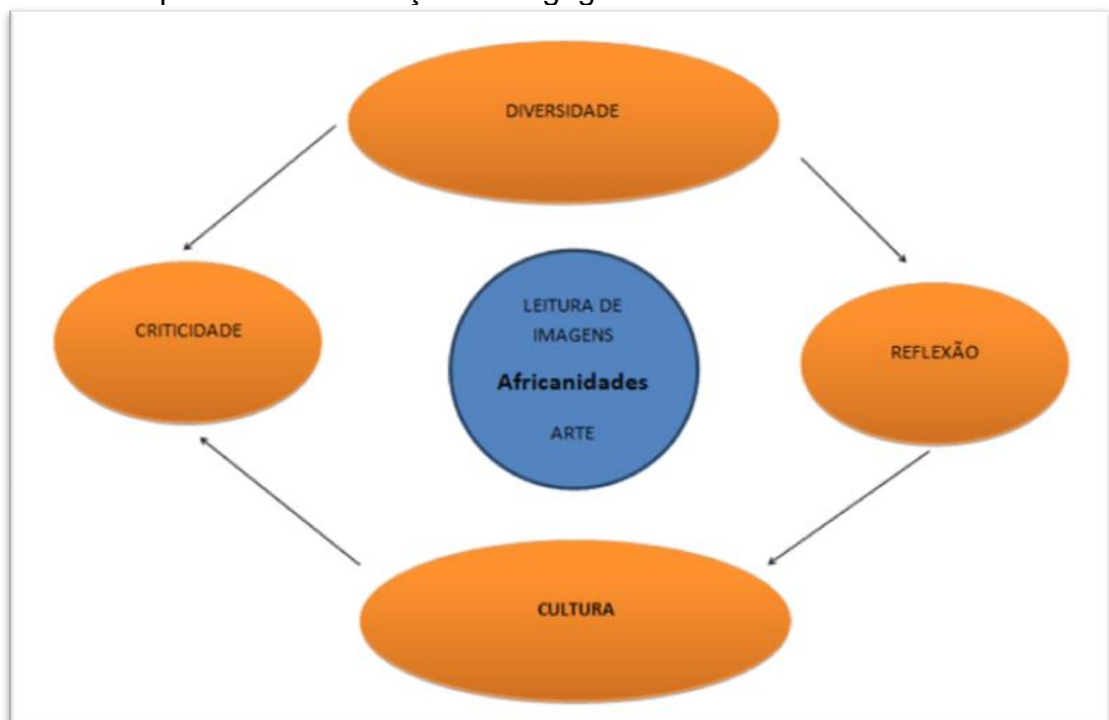 DIVERSIDADE
CRITICIDADE
LEITURA DE
IMAGENS
Africanidades
ARTE
REFLEXÃO
CULTURA